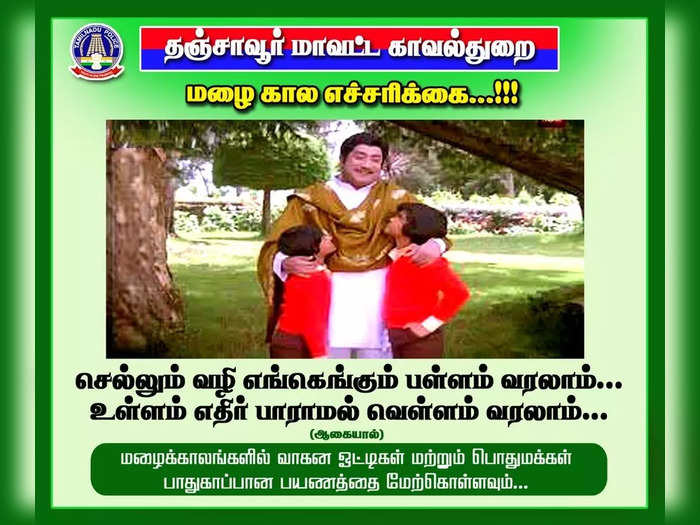 TAMILNADU POLICE
தஞ்சாவூர் மாவட்ட காவல்துறை
மழை கால எச்சரிக்கை...!!!
செல்லும் வழி எங்கெங்கும் பள்ளம் வரலாம்...
உள்ளம் எதிர் பாராமல் வெள்ளம் வரலாம்...
(ஆகையால்)
மழைக்காலங்களில் வாகன ஓட்டிகள் மற்றும் பொதுமக்கள்
பாதுகாப்பான பயணத்தை மேற்கொள்ளவும்...